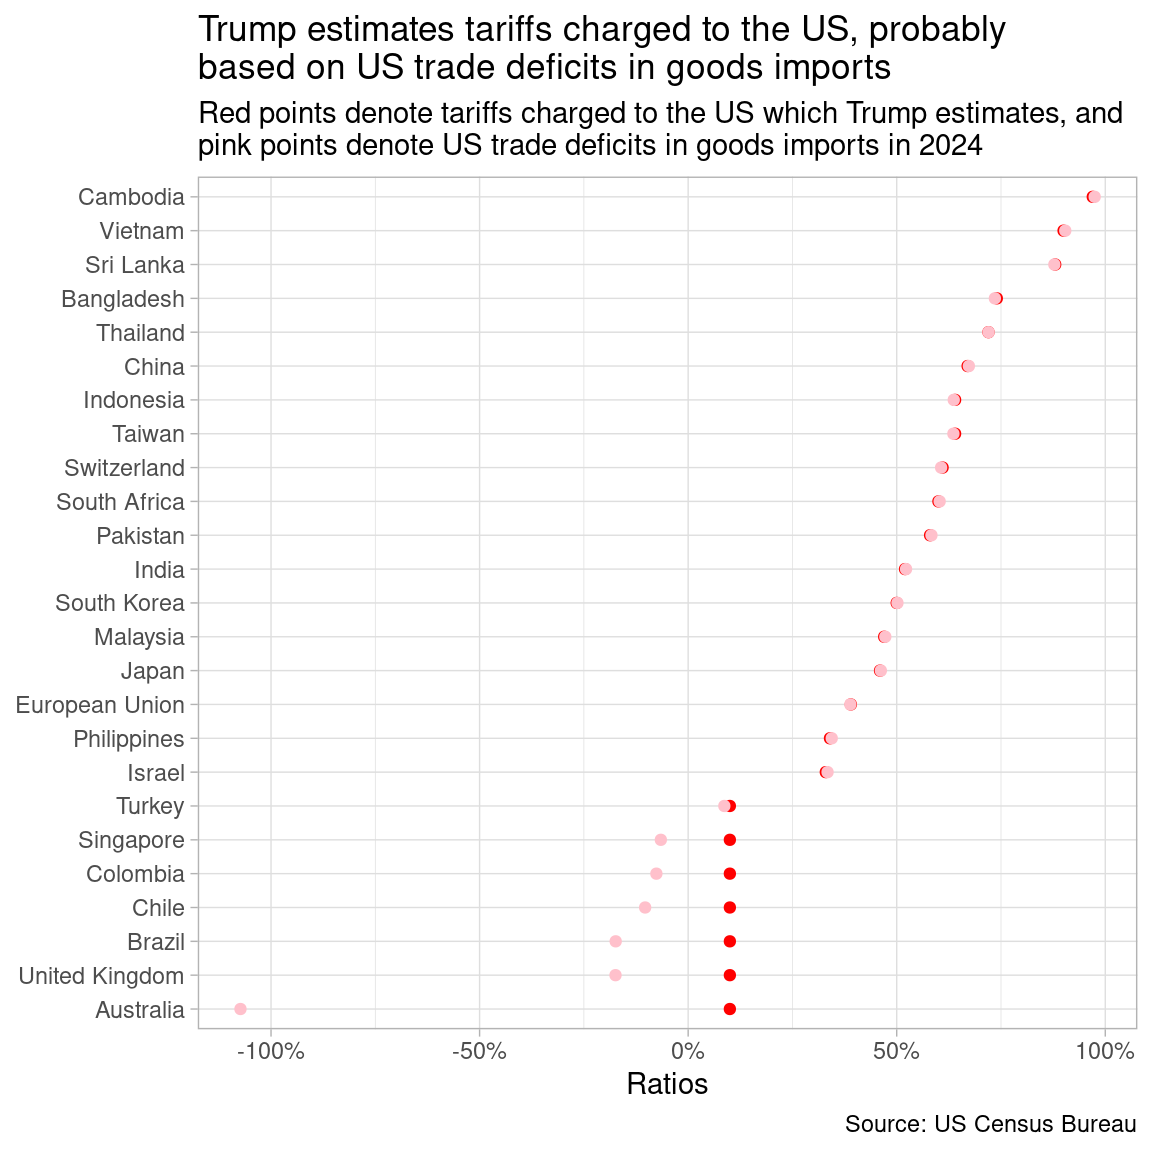 Trump estimates tariffs charged to the US, probably
based on US trade deficits in goods imports
Red points denote tariffs charged to the US which Trump estimates, and
pink points denote US trade deficits in goods imports in 2024
Cambodia
Vietnam
Sri Lanka
Bangladesh
Thailand
China
Indonesia
Taiwan
Switzerland
South Africa
Pakistan
India
South Korea
Malaysia
Japan
European Union
Philippines
Israel
Turkey
Singapore
Colombia
Chile
Brazil
United Kingdom
Australia
-100% -50% 0% 50% 100%
Ratios
Source: US Census Bureau